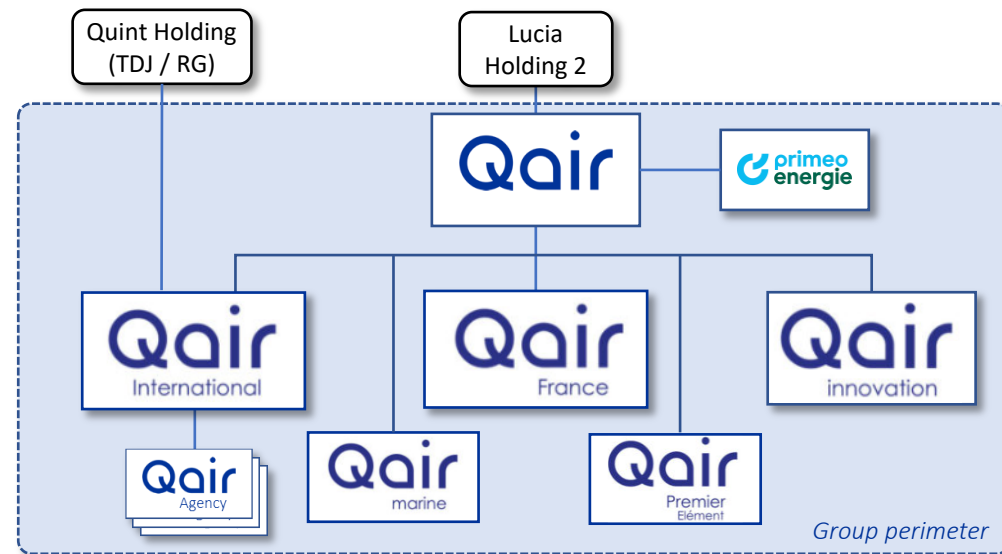 Quint Holding
(TDJ / RG)
Lucia
Holding 2
Qair
primeo
energie
Qair
International
Qair
France
Qair
innovation
Qair
Agency
Qair
marine
Qair
Premier
Elément
Group perimeter